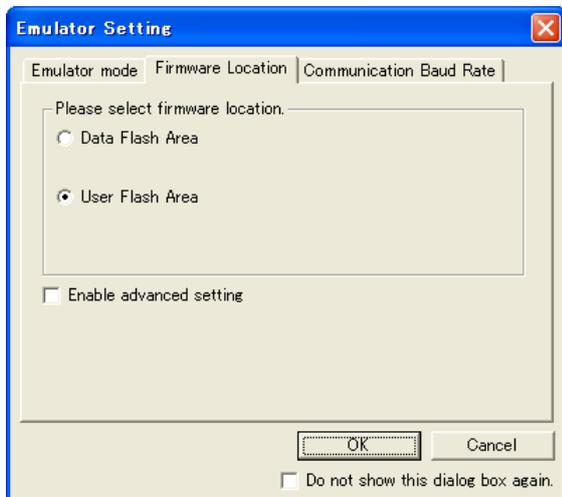 Emulator Setting
Emulator mode Firmware Location Communication Baud Rate
Please select firmware location.
Data Flash Area
User Flash Area
Enable advanced setting
OK Cancel
Do not show this dialog box again.